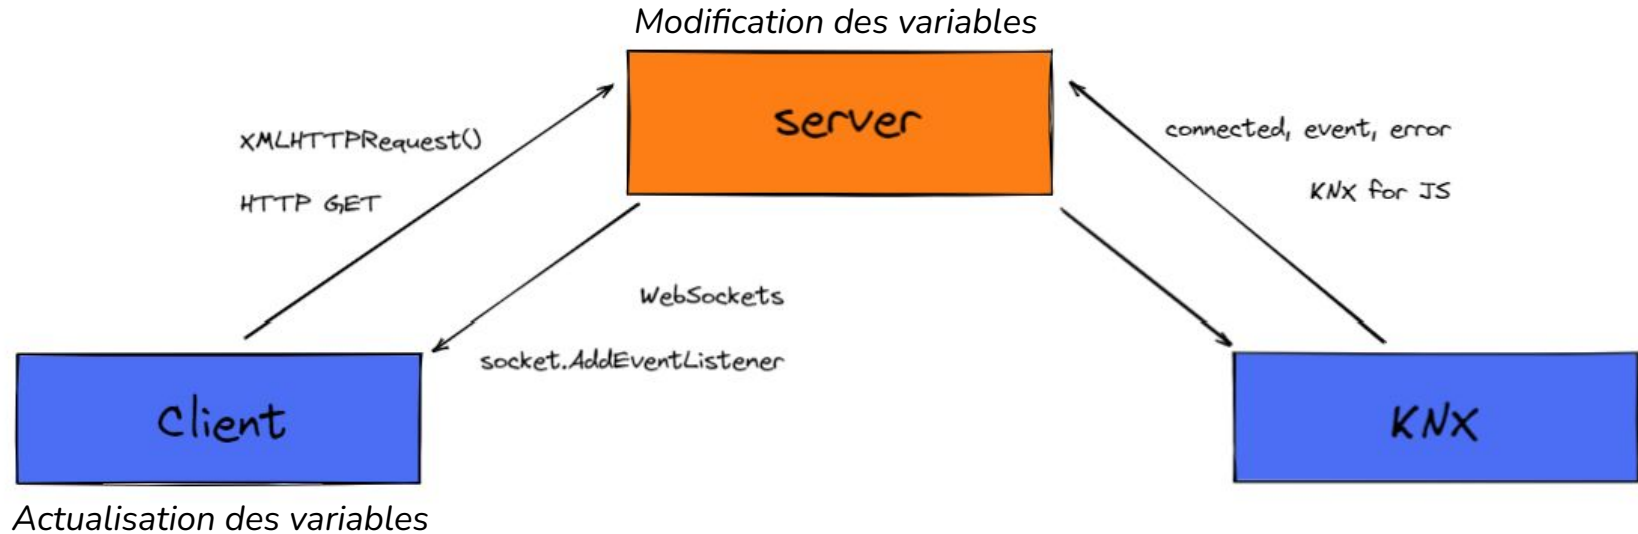 Modification des variables
server
XMLHTTPRequest()
HTTP GET
connected, event, error
KNX for JS
WebSockets
socket.AddEventListener
Client
KNX
Actualisation des variables